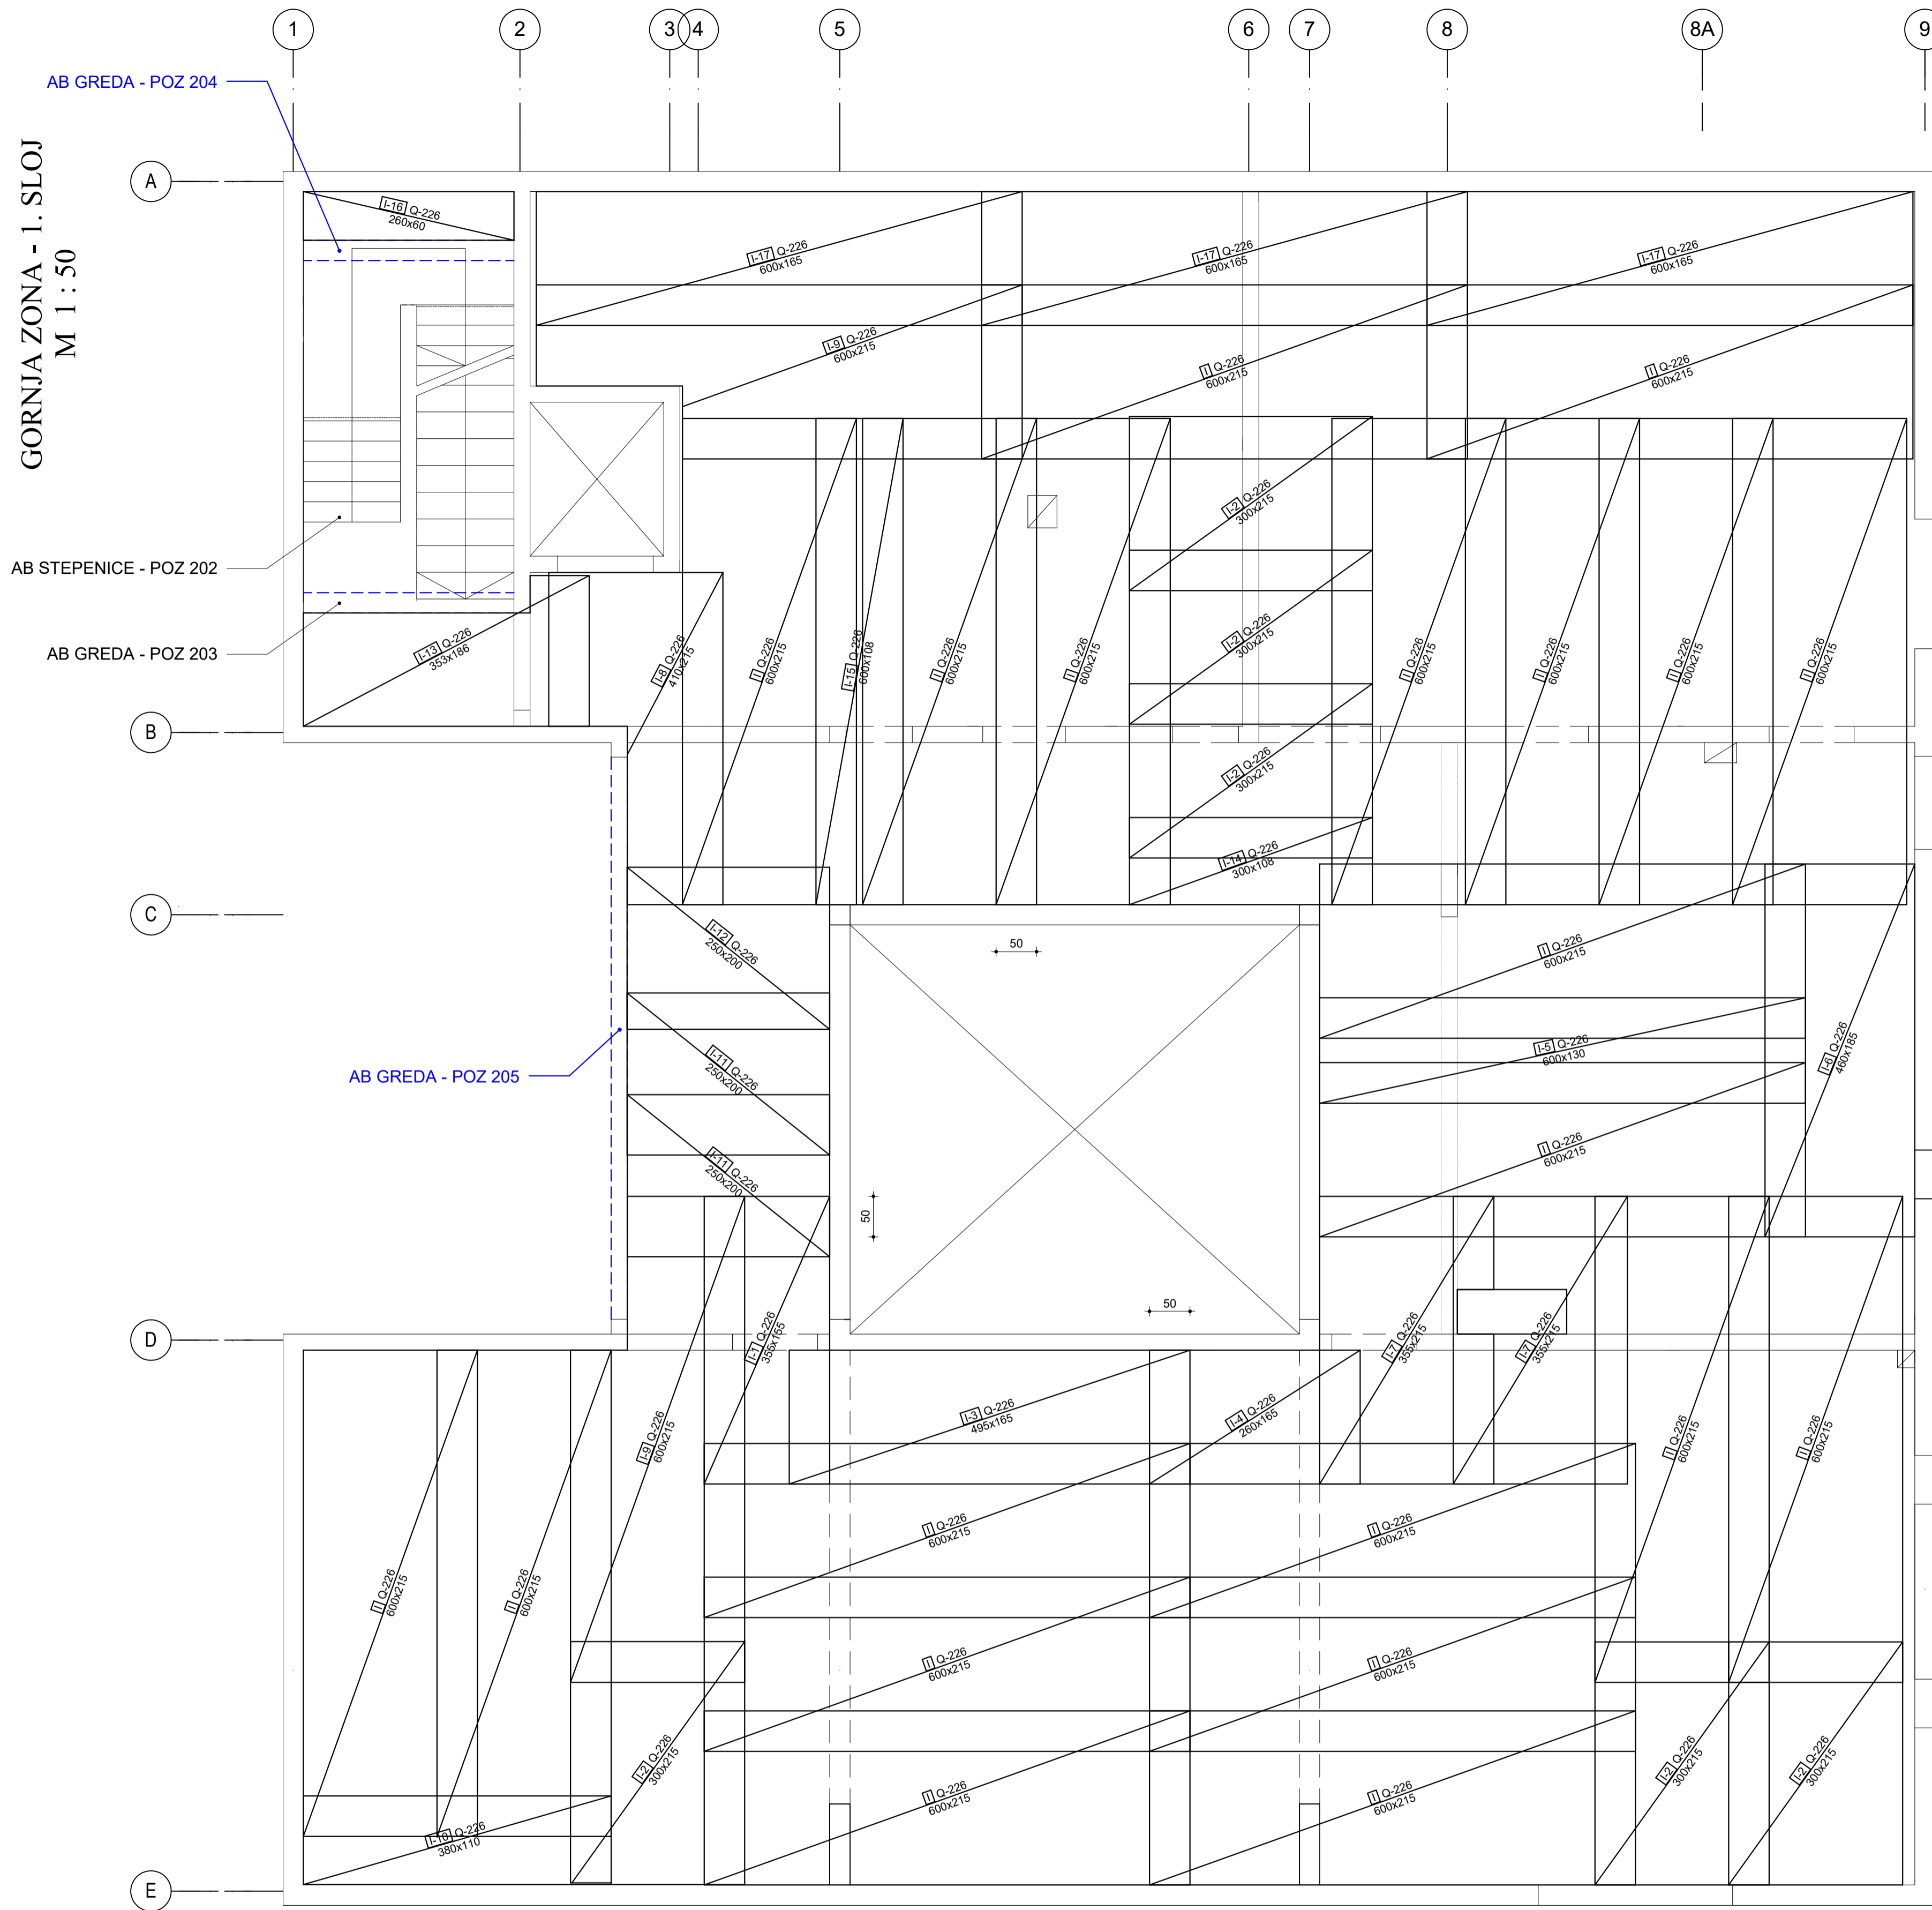 1
2
3
4
5
6
7
8
8A
9
AB GREDA - POZ 204
GORNJA ZONA - 1. SLOJ
M 1 : 50
A
I-16 Q-226
260x60
I-17 Q-226
600x165
I-17 Q-226
600x165
I-17 Q-226
600x165
I-9 Q-226
600x215
I Q-226
600x215
I Q-226
600x215
I-2 Q-226
300x215
AB STEPENICE - POZ 202
AB GREDA - POZ 203
I-13 Q-226
353x186
I-8 Q-226
410x215
I Q-226
600x215
I-15 Q-226
600x108
I Q-226
600x215
I Q-226
600x215
I-2 Q-226
300x215
I Q-226
600x215
I Q-226
600x215
I Q-226
600x215
I Q-226
600x215
B
I-2 Q-226
300x215
I-14 Q-226
300x108
C
I-12 Q-226
250x200
50
I Q-226
600x215
I-11 Q-226
250x200
I-5 Q-226
600x130
I-6 Q-226
460x185
AB GREDA - POZ 205
I-11 Q-226
250x200
I Q-226
600x215
50
50
D
I-1 Q-226
355x155
I-7 Q-226
355x215
I-7 Q-226
355x215
I-9 Q-226
600x215
I-3 Q-226
495x165
I-4 Q-226
260x165
I Q-226
600x215
I Q-226
600x215
I Q-226
600x215
I Q-226
600x215
I Q-226
600x215
I Q-226
600x215
I Q-226
600x215
I Q-226
600x215
I-2 Q-226
300x215
I-2 Q-226
300x215
I-2 Q-226
300x215
I Q-226
600x215
I Q-226
600x215
I-10 Q-226
380x110
E